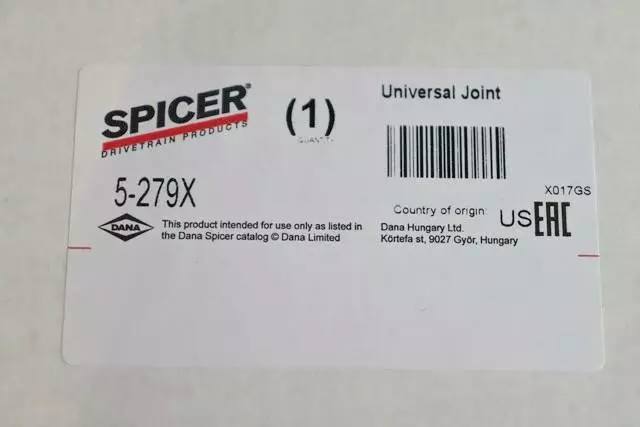 SPICER®
DRIVETRAIN PRODUCTS
(1)
QUANTITY
Universal Joint
5-279X
X017GS
Country of origin: US
EAC
DANA
This product intended for use only as listed in
the Dana Spicer catalog © Dana Limited
Dana Hungary Ltd.
Körtefa st, 9027 Győr, Hungary